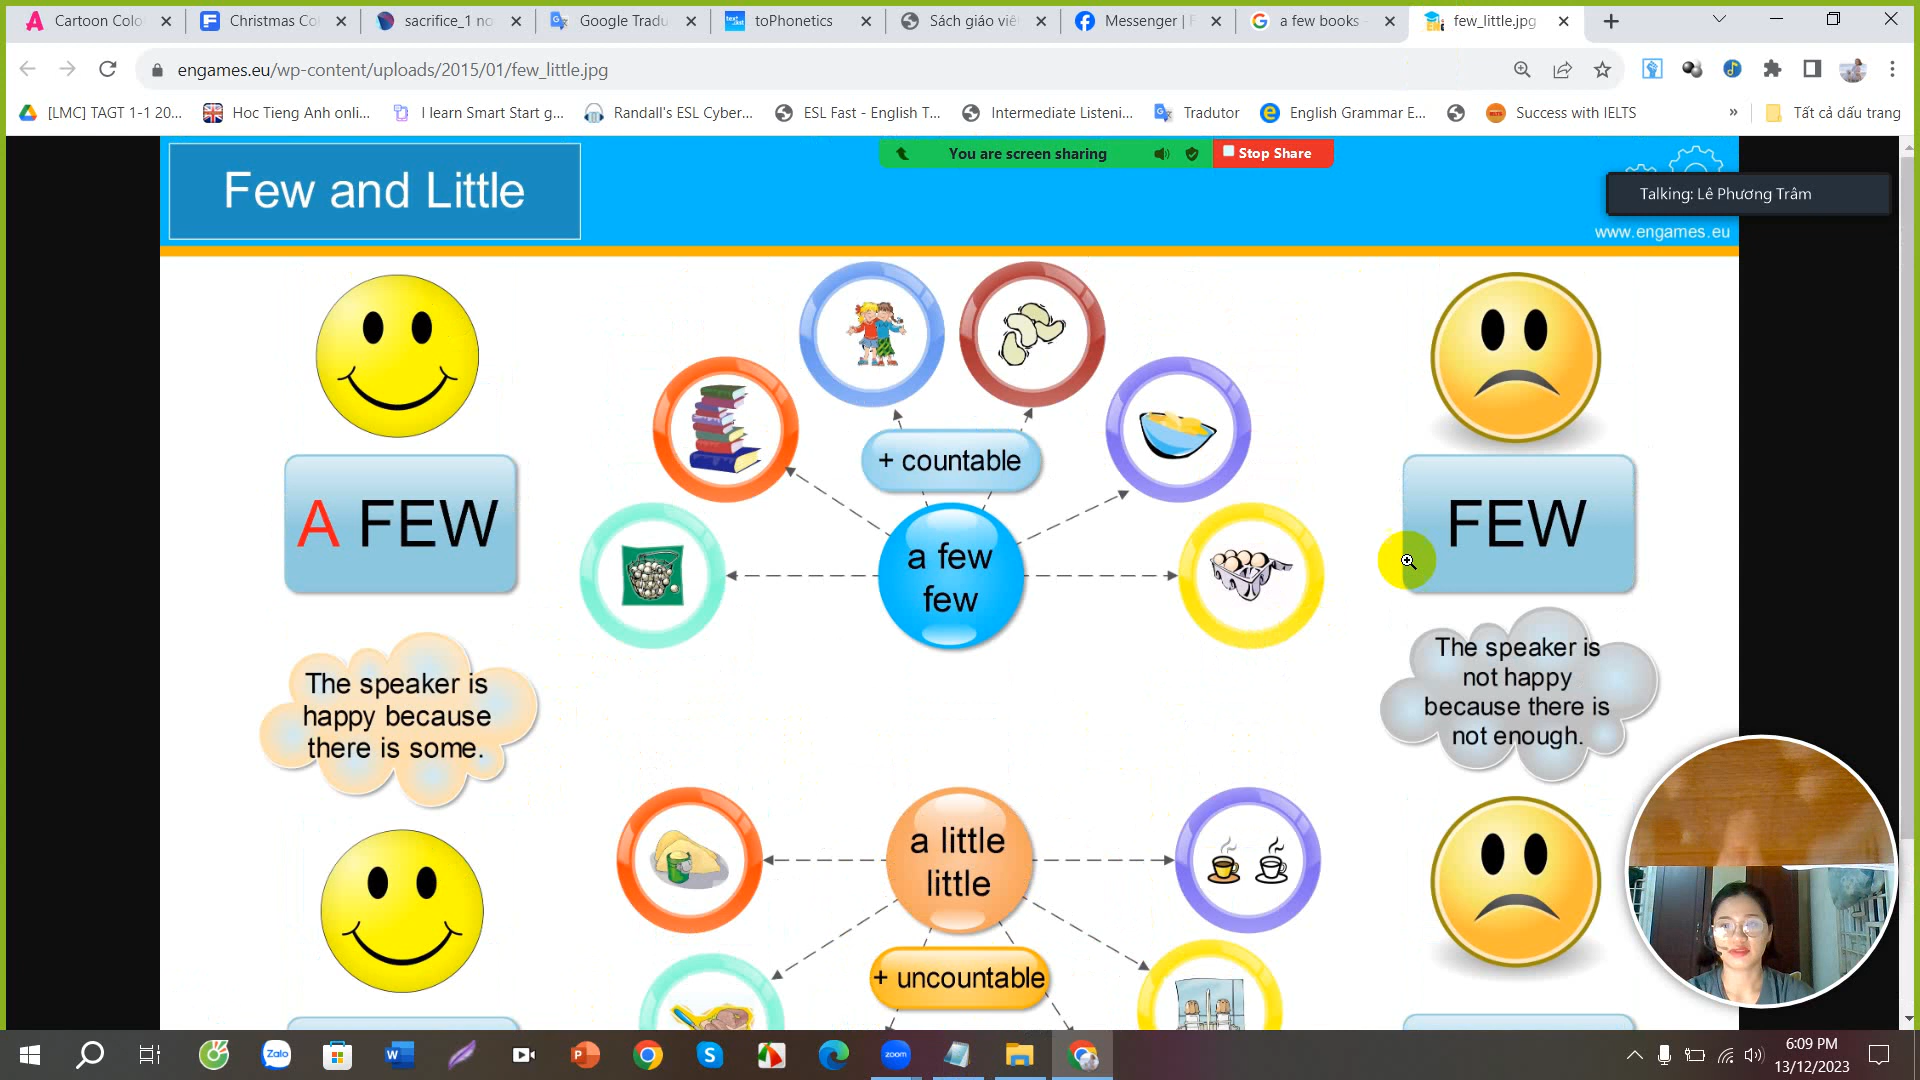 Cartoon Colo
Christmas Co
sacrifice_1 no
Google Tradu
toPhonetics
Sách giáo viê
Messenger | F
a few books -
few_little.jpg
engames.eu/wp-content/uploads/2015/01/few_little.jpg
[LMC] TAGT 1-1 20...
Hoc Tieng Anh onli...
I learn Smart Start g...
Randall's ESL Cyber...
ESL Fast - English T...
Intermediate Listeni...
Tradutor
English Grammar E...
Success with IELTS
»
Tất cả dấu trang
You are screen sharing
Stop Share
Few and Little
Talking: Lê Phương Trâm
www.engames.eu
+ countable
A FEW
a few
few
FEW
The speaker is
happy because
there is some.
The speaker is
not happy
because there is
not enough.
a little
little
+ uncountable
Zalo
zoom
6:09 PM
13/12/2023